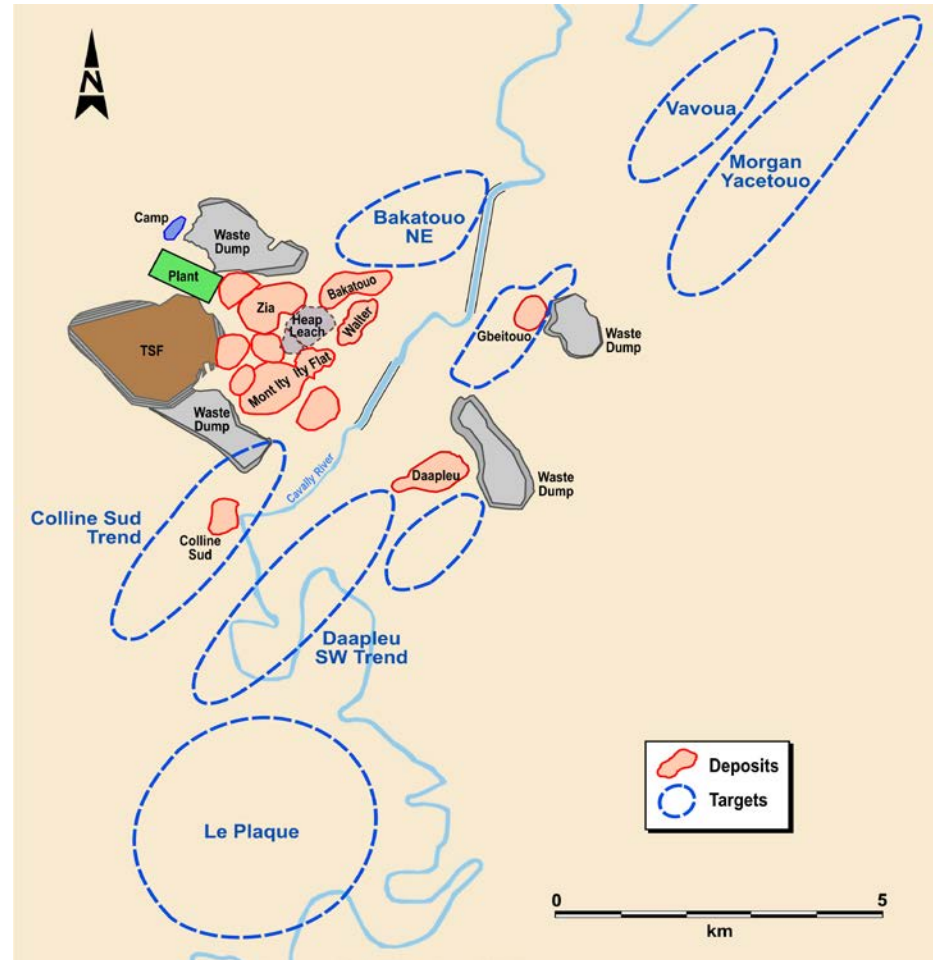 N
Vavoua
Morgan
Yacetouo
Bakatouo
NE
Camp
Waste
Dump
Plant
Zia
Bakatouo
Heap
Leach
Walter
TSF
Gbeitouo
Waste
Dump
Mont Ity
Ity Flat
Waste
Dump
Cavally River
Daapleu
Waste
Dump
Colline Sud
Trend
Colline
Sud
Daapleu
SW Trend
Le Plaque
Deposits
Targets
0 5
km